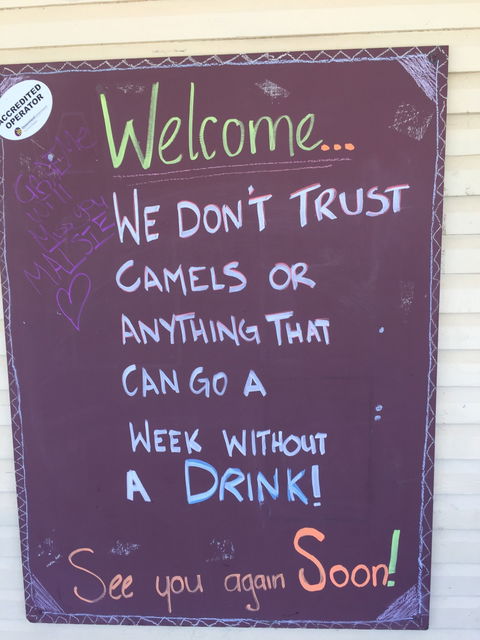 ACCREDITED
OPERATOR
Welcome...
WE DON'T TRUST
CAMELS OR
ANYTHING THAT
CAN GO A
WEEK WITHOUT
A DRINK!
See you again Soon!
MAISIE